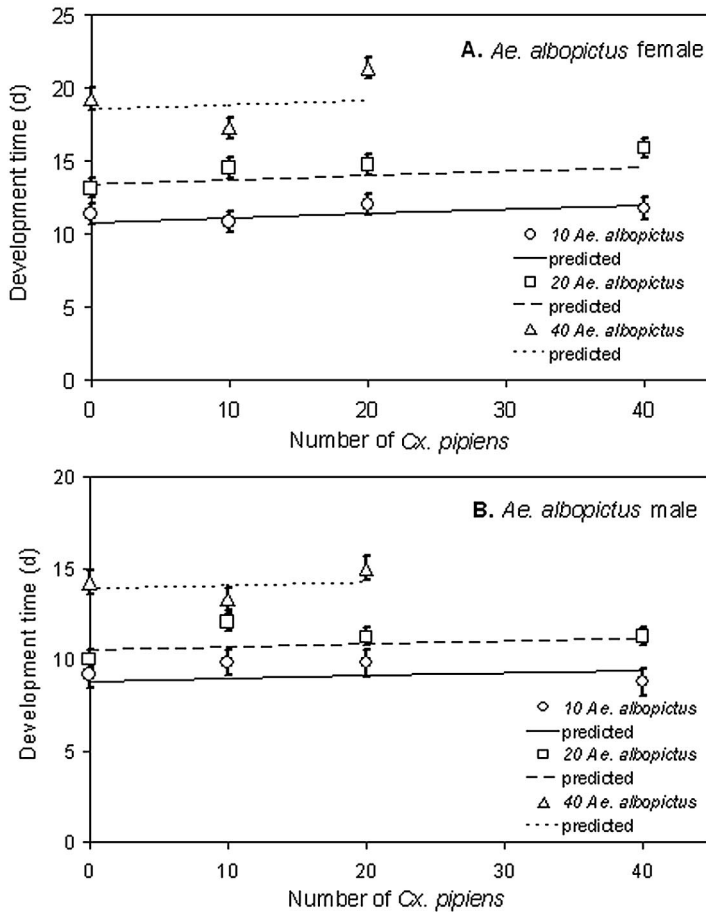 25
A. Ae. albopictus female
20
15
10
5
0
Development time (d)
10 Ae. albopictus
predicted
20 Ae. albopictus
predicted
40 Ae. albopictus
predicted
0 10 20 30 40
Number of Cx. pipiens
20
B. Ae. albopictus male
15
10
5
0
Development time (d)
10 Ae. albopictus
predicted
20 Ae. albopictus
predicted
40 Ae. albopictus
predicted
0 10 20 30 40
Number of Cx. pipiens